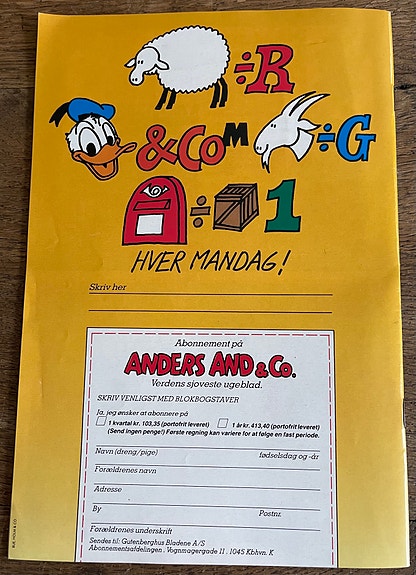 ÷R
&COM ÷G
÷ 1
HVER MANDAG!
Skriv her
Abonnement på
ANDERS AND & Co.
Verdens sjoveste ugeblad.
SKRIV VENLIGST MED BLOKBOGSTAVER
Ja, jeg ønsker at abonnere på
1 kvartal kr. 103,35 (portofrit leveret) 1 år kr. 413,40 (portofrit leveret)
(Send ingen penge!) Første regning kan variere for at følge en fast periode.
Navn (dreng/pige) fødselsdag og -år
Forældrenes navn
Adresse
By Postnr.
Forældrenes underskrift
Sendes til: Gutenberghus Bladene A/S
Abonnementsafdelingen, Vognmagergade 11, 1045 Kbhvn. K